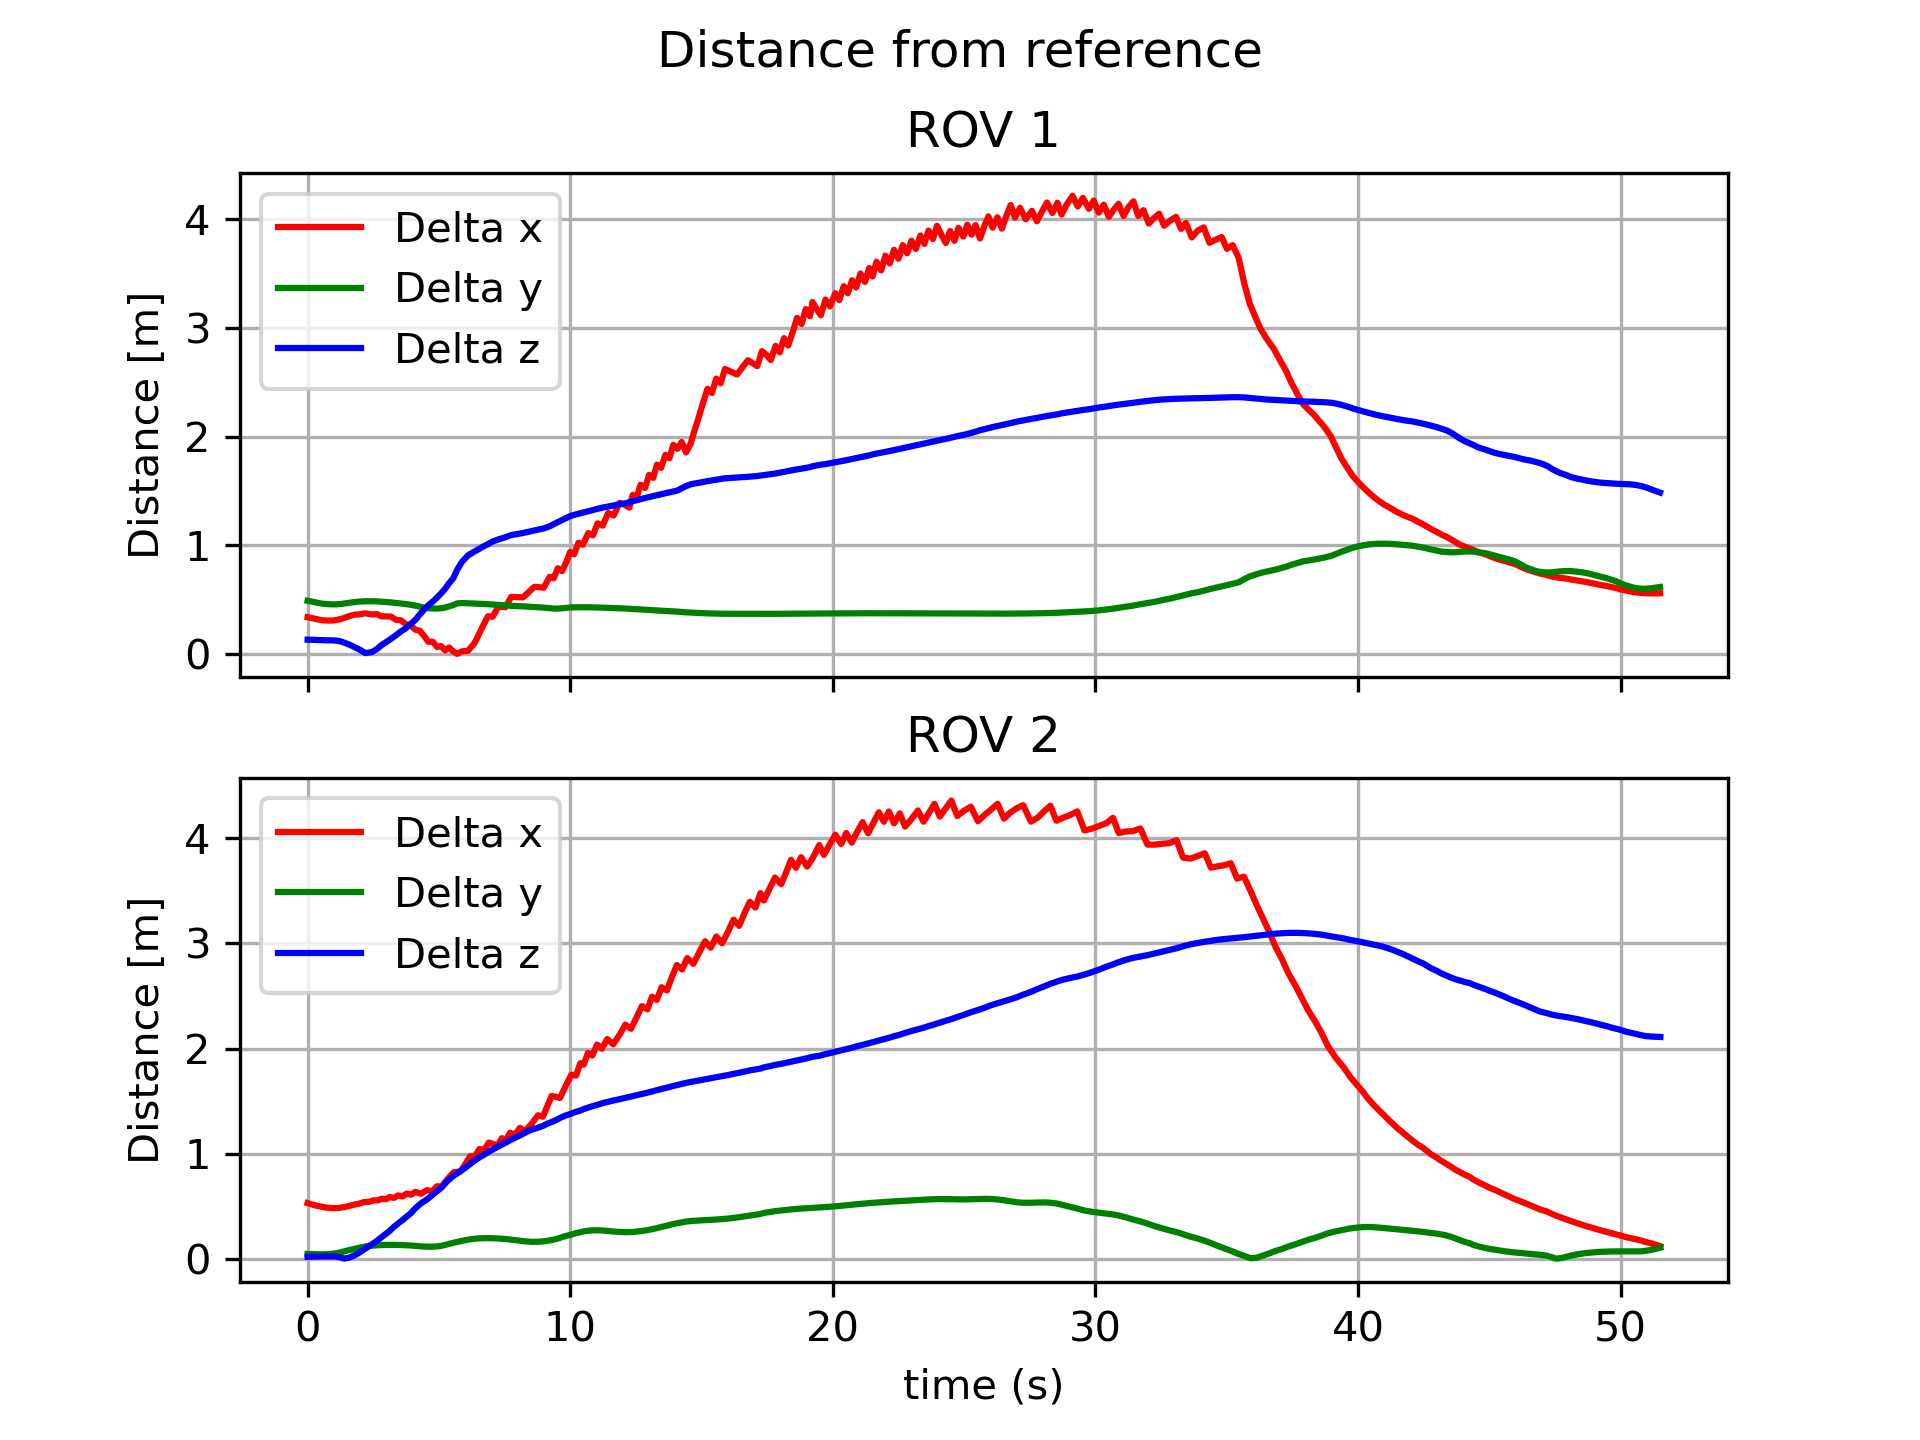 Distance from reference
ROV 1
4
3
2
1
0
Distance [m]
Delta x
Delta y
Delta z
ROV 2
4
3
2
1
0
Distance [m]
Delta x
Delta y
Delta z
0 10 20 30 40 50
time (s)